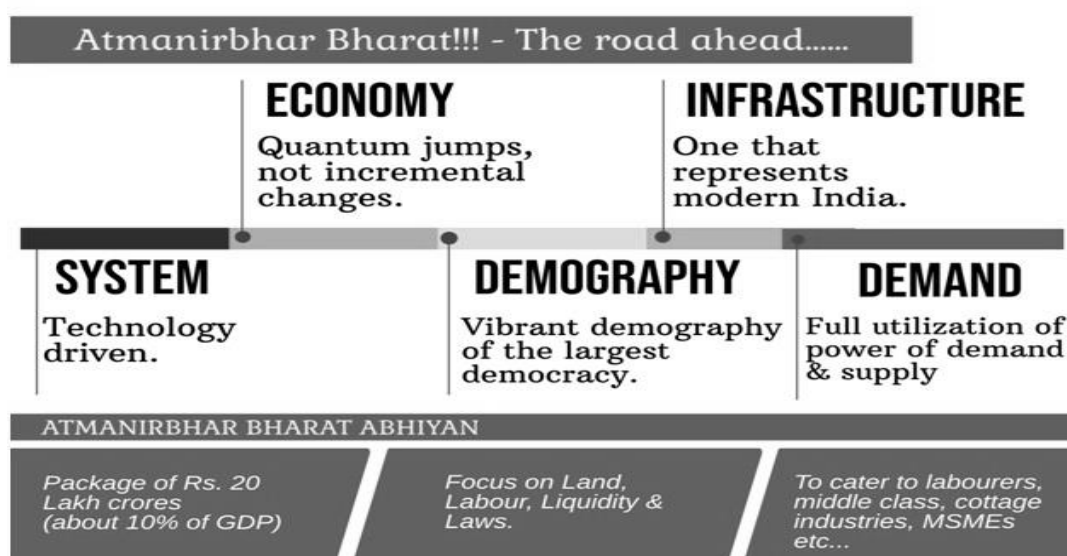 Atmanirbhar Bharat!!! - The road ahead......
ECONOMY
Quantum jumps,
not incremental
changes.
INFRASTRUCTURE
One that
represents
modern India.
SYSTEM
Technology
driven.
DEMOGRAPHY
Vibrant demography
of the largest
democracy.
DEMAND
Full utilization of
power of demand
& supply
ATMANIRBHAR BHARAT ABHIYAN
Package of Rs. 20
Lakh crores
(about 10% of GDP)
Focus on Land,
Labour, Liquidity &
Laws.
To cater to labourers,
middle class, cottage
industries, MSMEs
etc...